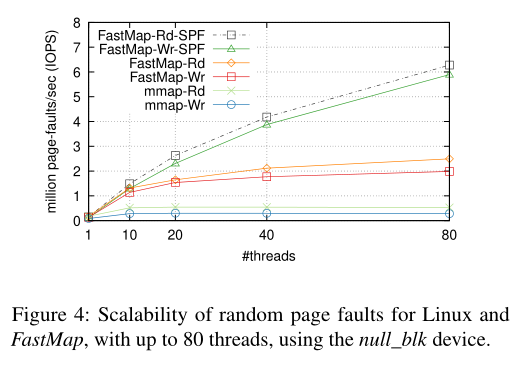 8
7
6
5
4
3
2
1
0
million page-faults/sec (IOPS)
FastMap-Rd-SPF
FastMap-Wr-SPF
FastMap-Rd
FastMap-Wr
mmap-Rd
mmap-Wr
1 10 20 40 80
#threads
Figure 4: Scalability of random page faults for Linux and
FastMap, with up to 80 threads, using the null_blk device.